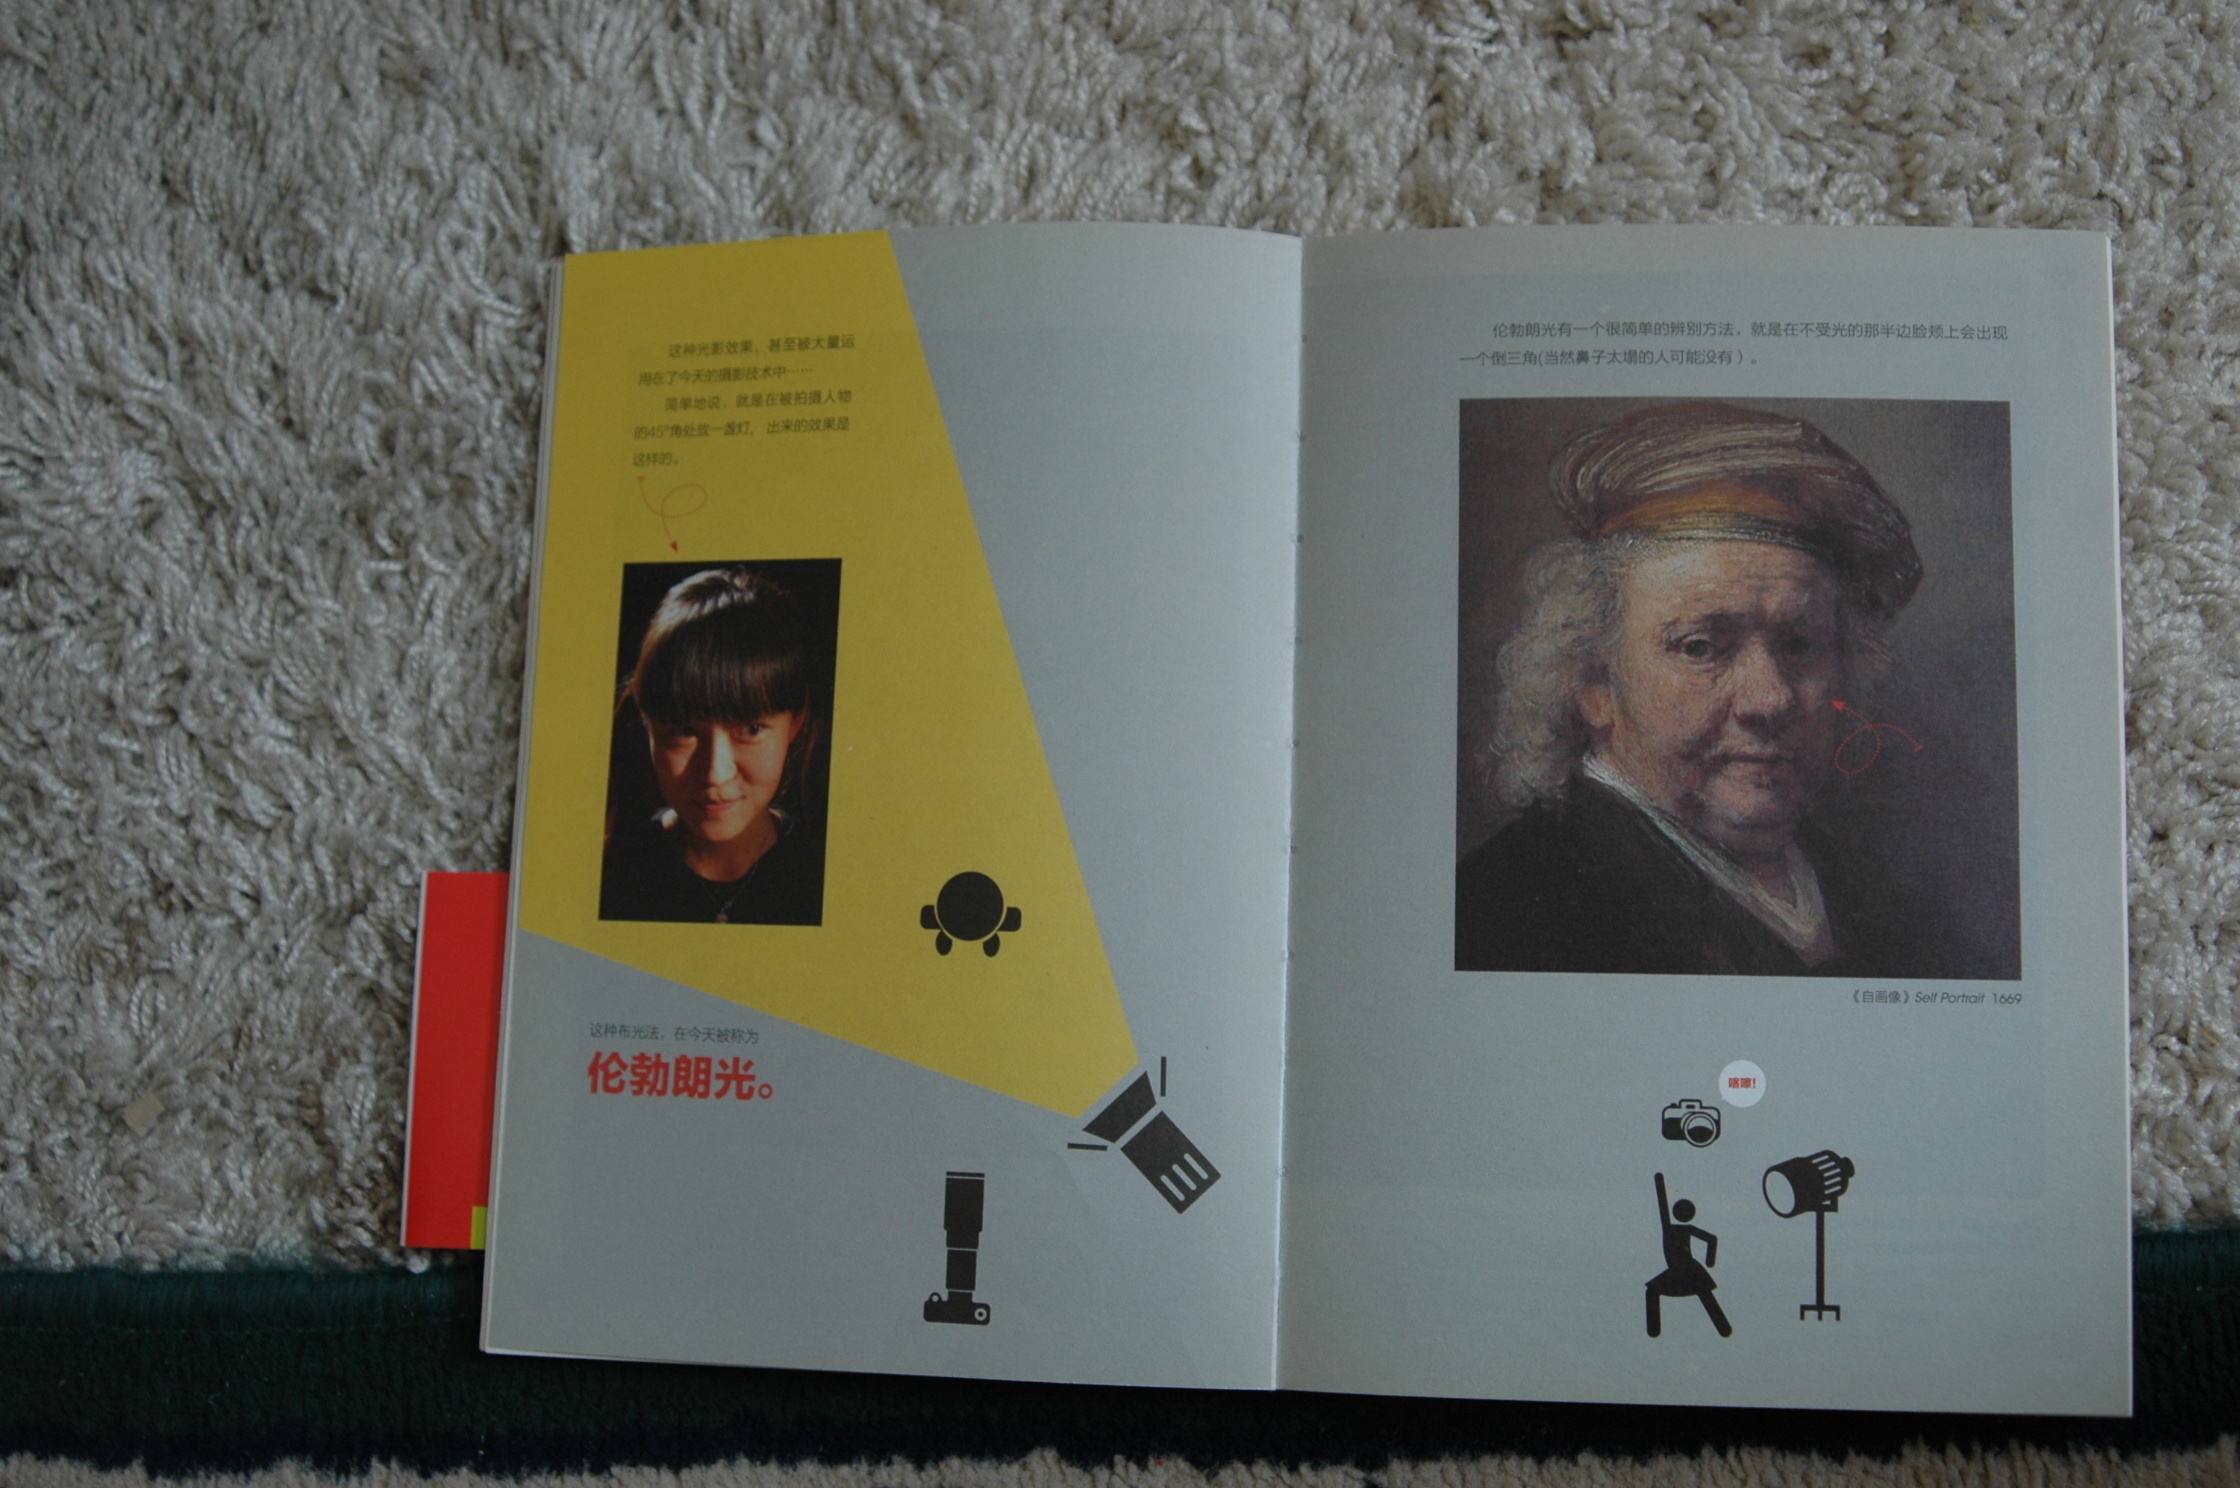 这种光影效果，甚至被大量运
用在了今天的摄影技术中……
简单地说，就是在被拍摄人物
的45°角处放一盏灯，出来的效果是
这样的。
这种布光法，在今天被称为
伦勃朗光。
伦勃朗光有一个很简单的辨别方法，就是在不受光的那半边脸颊上会出现
一个倒三角(当然鼻子太塌的人可能没有）。
《自画像》Self Portrait 1669
喀嚓!